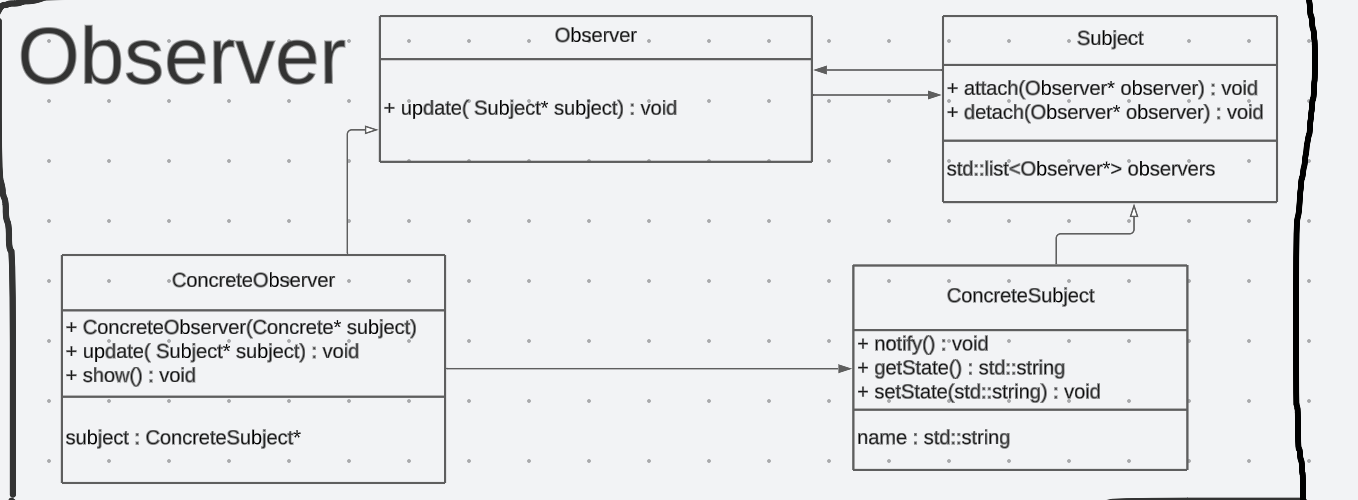 Observer
Observer
+ update( Subject* subject) : void
Subject
+ attach(Observer* observer) : void
+ detach(Observer* observer) : void
std::list<Observer*> observers
ConcreteObserver
+ ConcreteObserver(Concrete* subject)
+ update( Subject* subject) : void
+ show() : void
subject : ConcreteSubject*
ConcreteSubject
+ notify() : void
+ getState() : std::string
+ setState(std::string) : void
name : std::string